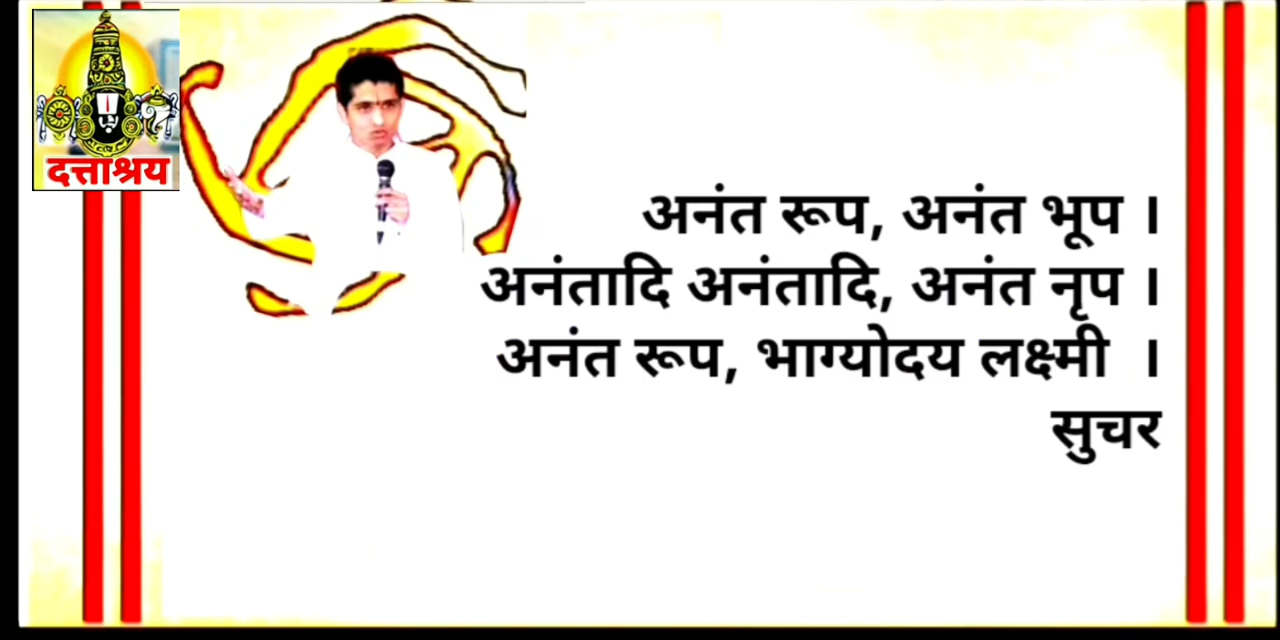 दत्ताश्रय
अनंत रूप, अनंत भूप ।
अनंतादि अनंतादि, अनंत नृप ।
अनंत रूप, भाग्योदय लक्ष्मी ।
सुचर